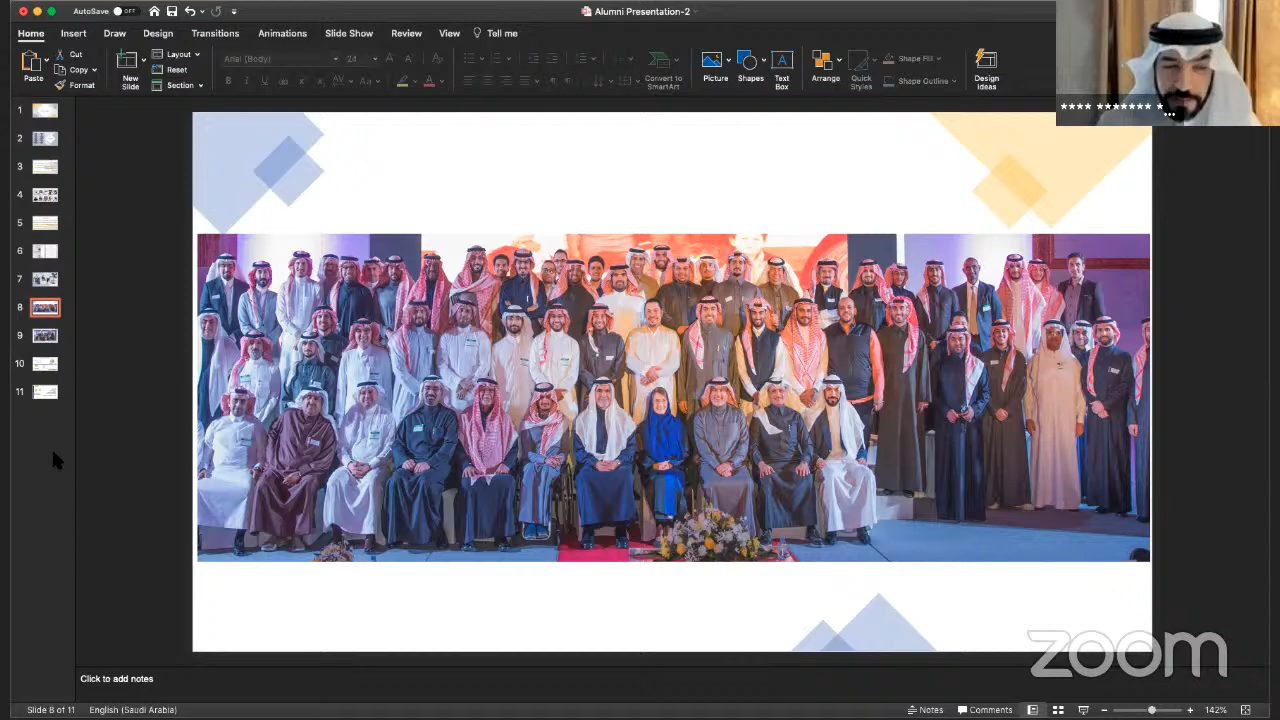 AutoSave OFF
Alumni Presentation-2
Home Insert Draw Design Transitions Animations Slide Show Review View Tell me
Paste
Cut
Copy
Format
New Slide
Layout
Reset
Section
Arial (Body) 24
Convert to SmartArt
Picture
Shapes
Text Box
Arrange
Quick Styles
Shape Fill
Shape Outline
Design Ideas
**** ******* *...
1
2
3
4
5
6
7
8
9
10
11
zoom
Click to add notes
Slide 8 of 11 English (Saudi Arabia) Notes Comments 142%